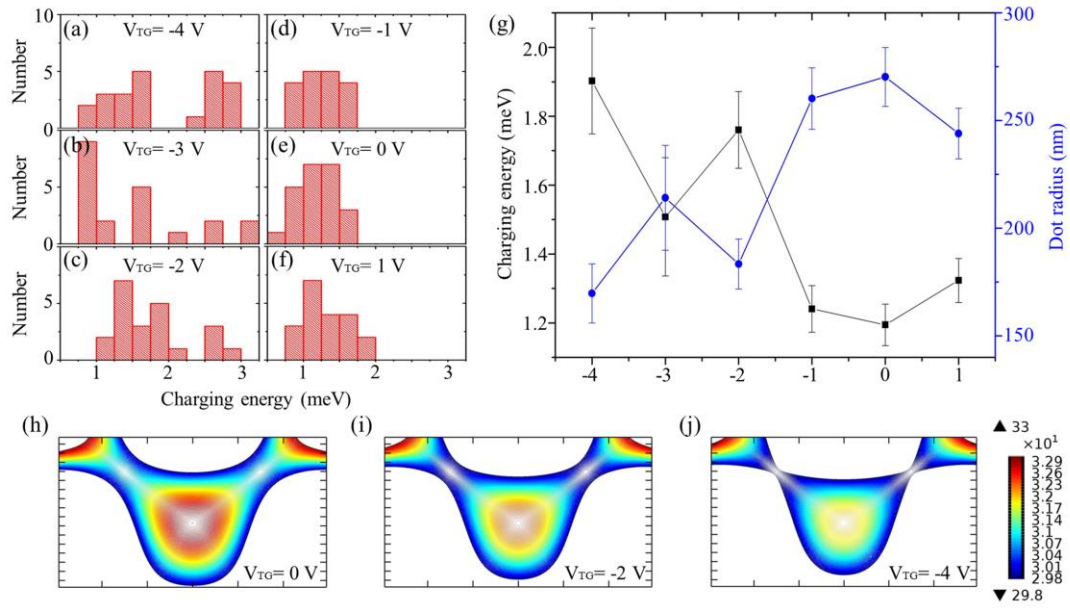 (a) V_TG= -4 V
(d) V_TG= -1 V
(b) V_TG= -3 V
(e) V_TG= 0 V
(c) V_TG= -2 V
(f) V_TG= 1 V
Number
Number
Number
10
5
0
5
0
5
0
1 2 3 1 2 3
Charging energy (meV)
(g)
Charging energy (meV)
2.0
1.8
1.6
1.4
1.2
-4 -3 -2 -1 0 1
300
250
200
150
Dot radius (nm)
(h)
V_TG= 0 V
(i)
V_TG= -2 V
(j)
V_TG= -4 V
▲ 33
×10¹
3.29
3.26
3.23
3.2
3.17
3.14
3.1
3.07
3.04
3.01
2.98
▼ 29.8